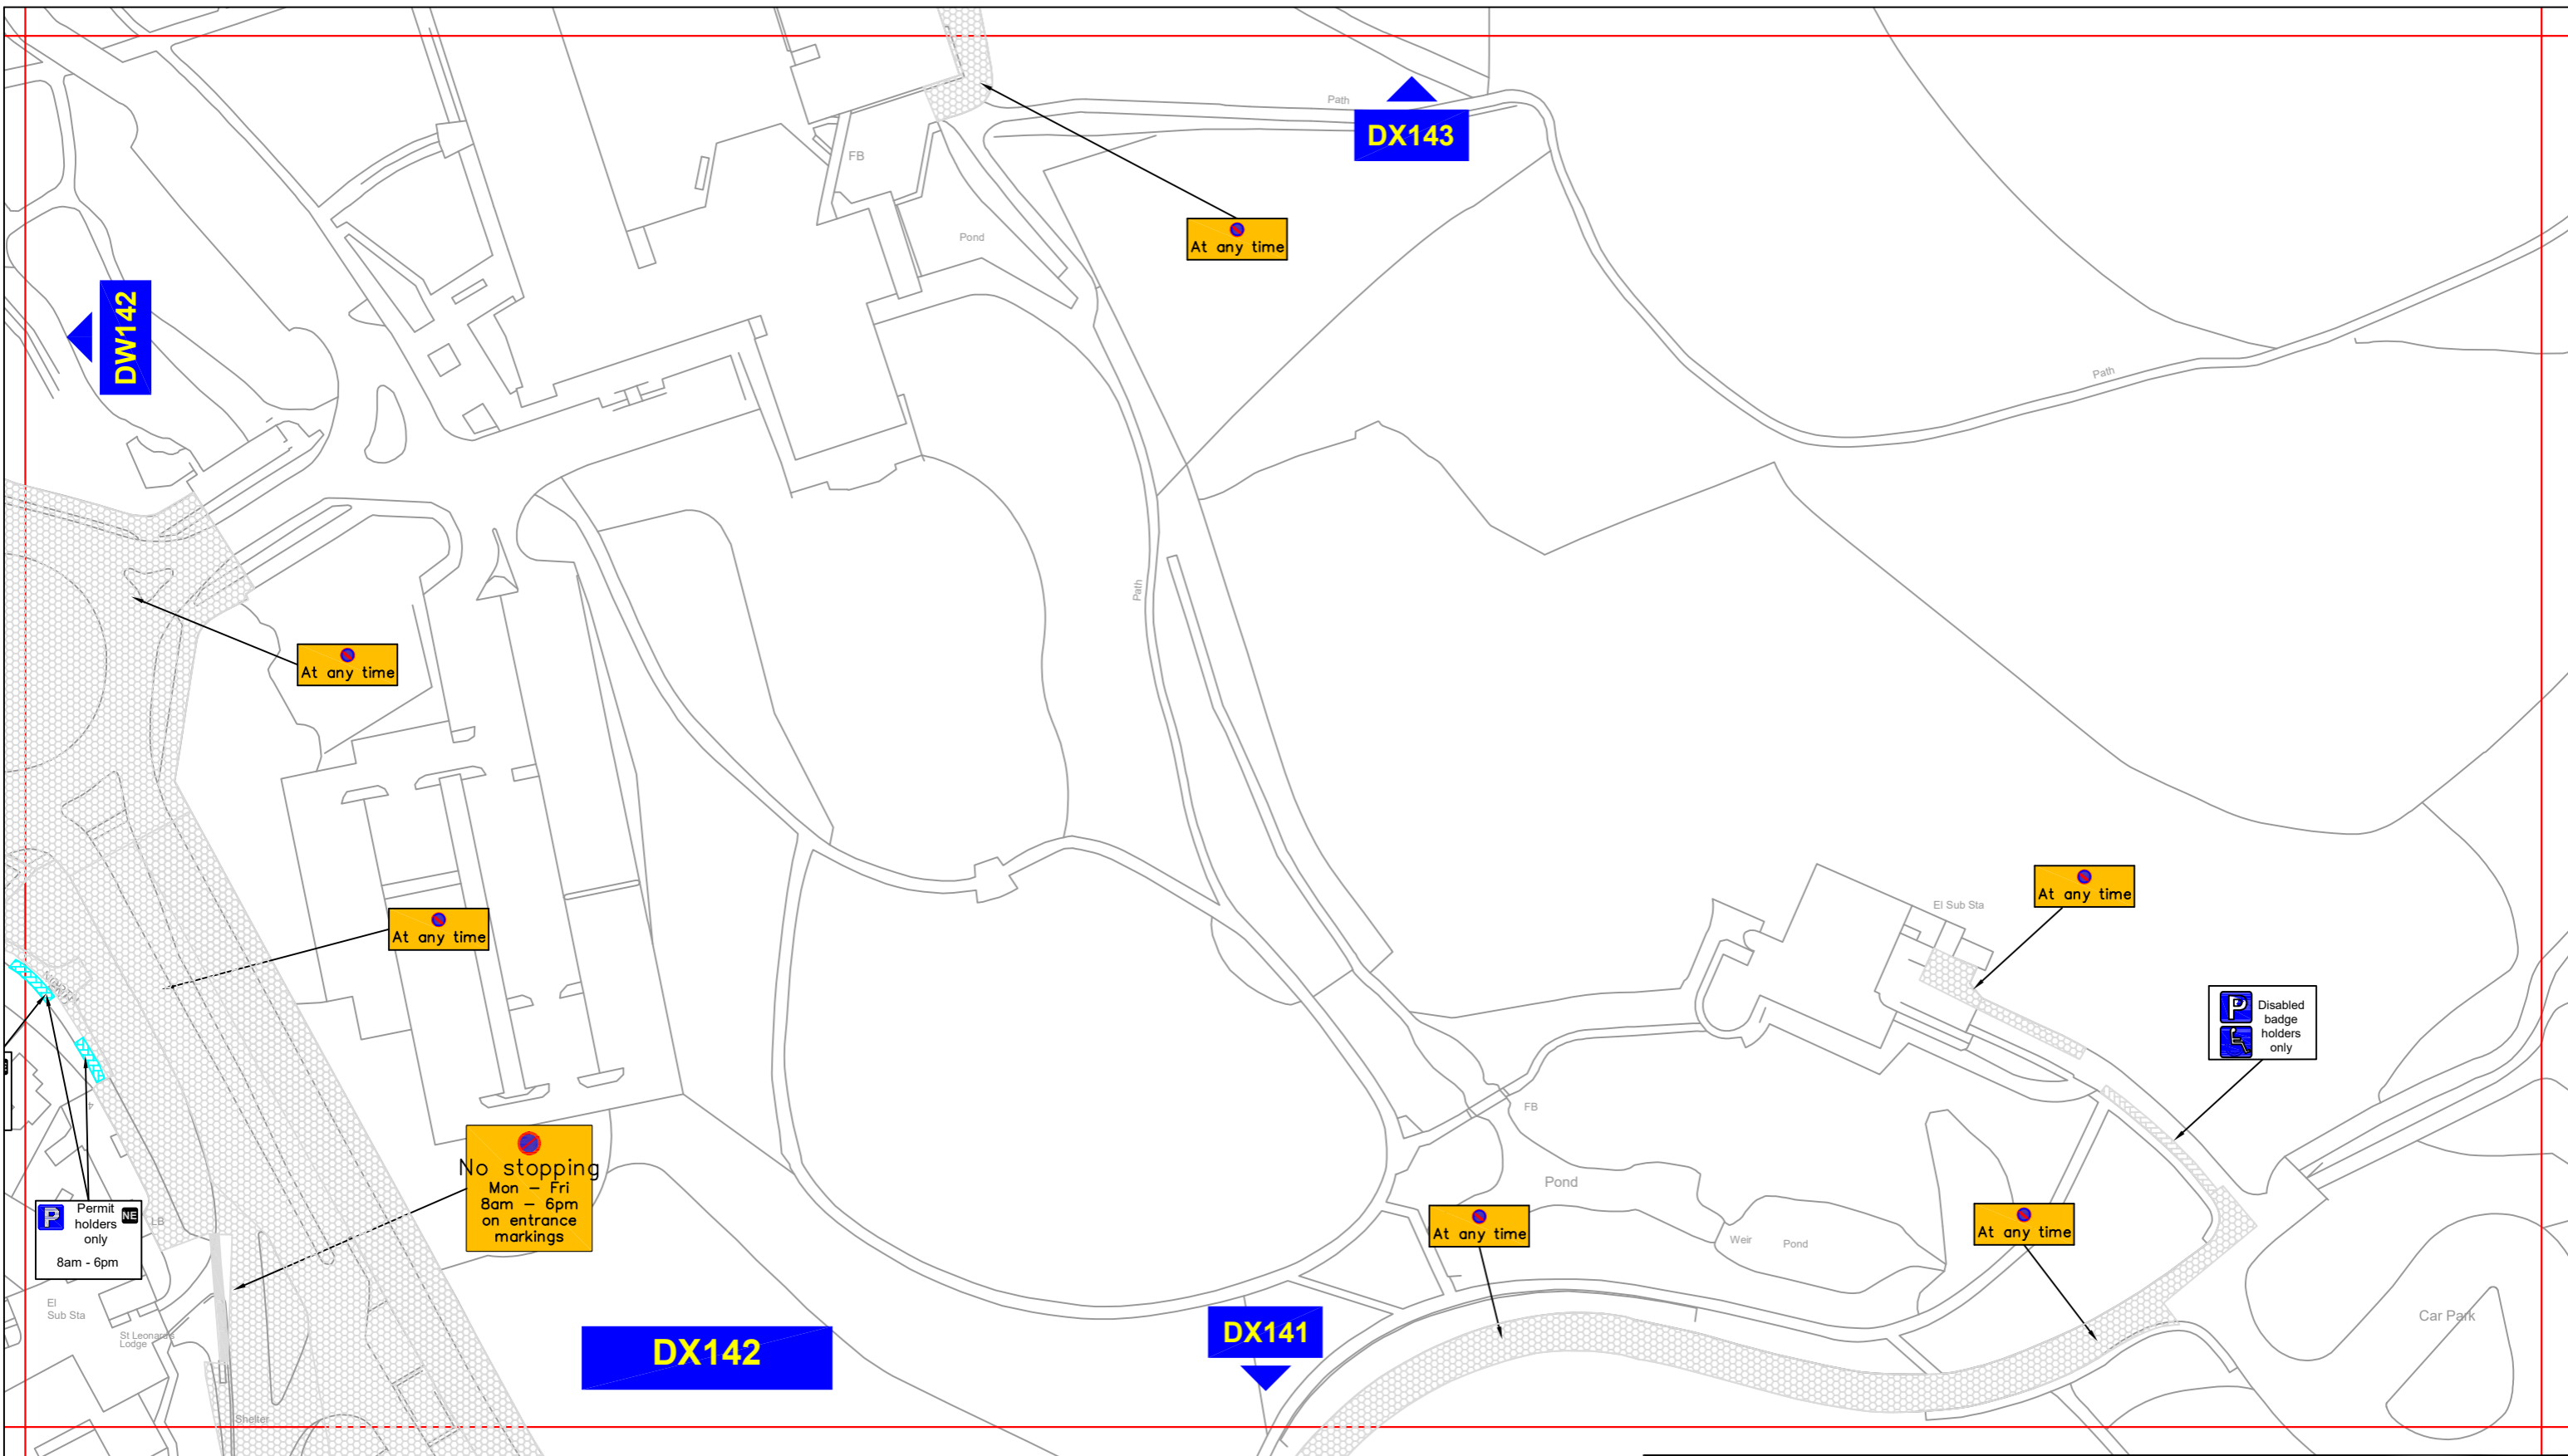 Path
DX143
FB
At any time
Pond
DW142
Path
Path
At any time
At any time
El Sub Sta
At any time
P
Disabled
badge
holders
only
No stopping
Mon – Fri
8am – 6pm
on entrance
markings
FB
Pond
P
Permit
holders
only
NE
8am - 6pm
LB
At any time
At any time
Weir
Pond
El
Sub Sta
St Leonard's
Lodge
DX142
DX141
Car Park
Shelter